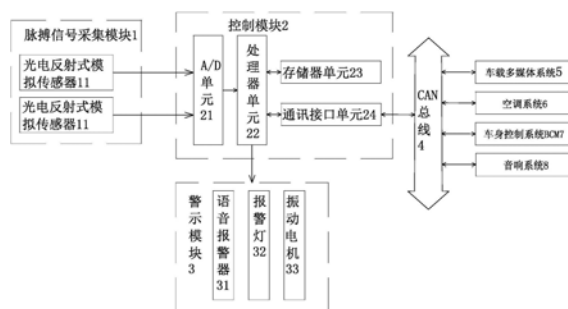 脉搏信号采集模块1
光电反射式模
拟传感器11
光电反射式模
拟传感器11
控制模块2
A/D
单元
21
处
理
器
单
元
22
存储器单元23
通讯接口单元24
CAN
总
线
4
车载多媒体系统5
空调系统6
车身控制系统BCM7
音响系统8
警
示
模
块
3
语
音
报
警
器
31
报
警
灯
32
振
动
电
机
33